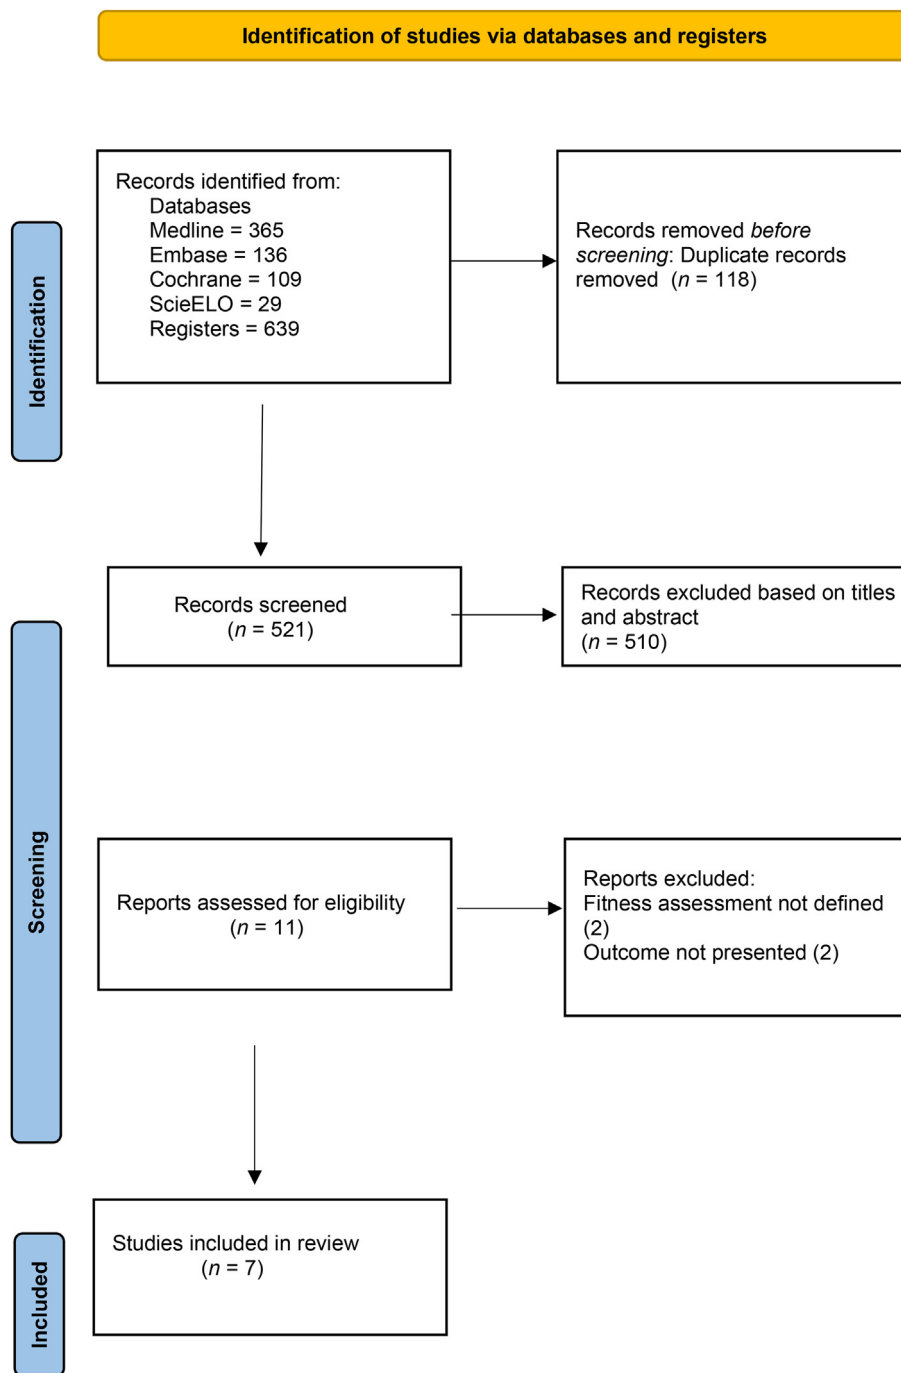 Identification of studies via databases and registers
Identification
Records identified from:
Databases
Medline = 365
Embase = 136
Cochrane = 109
ScieELO = 29
Registers = 639
Records removed before
screening: Duplicate records
removed (n = 118)
Screening
Records screened
(n = 521)
Records excluded based on titles
and abstract
(n = 510)
Reports assessed for eligibility
(n = 11)
Reports excluded:
Fitness assessment not defined
(2)
Outcome not presented (2)
Included
Studies included in review
(n = 7)